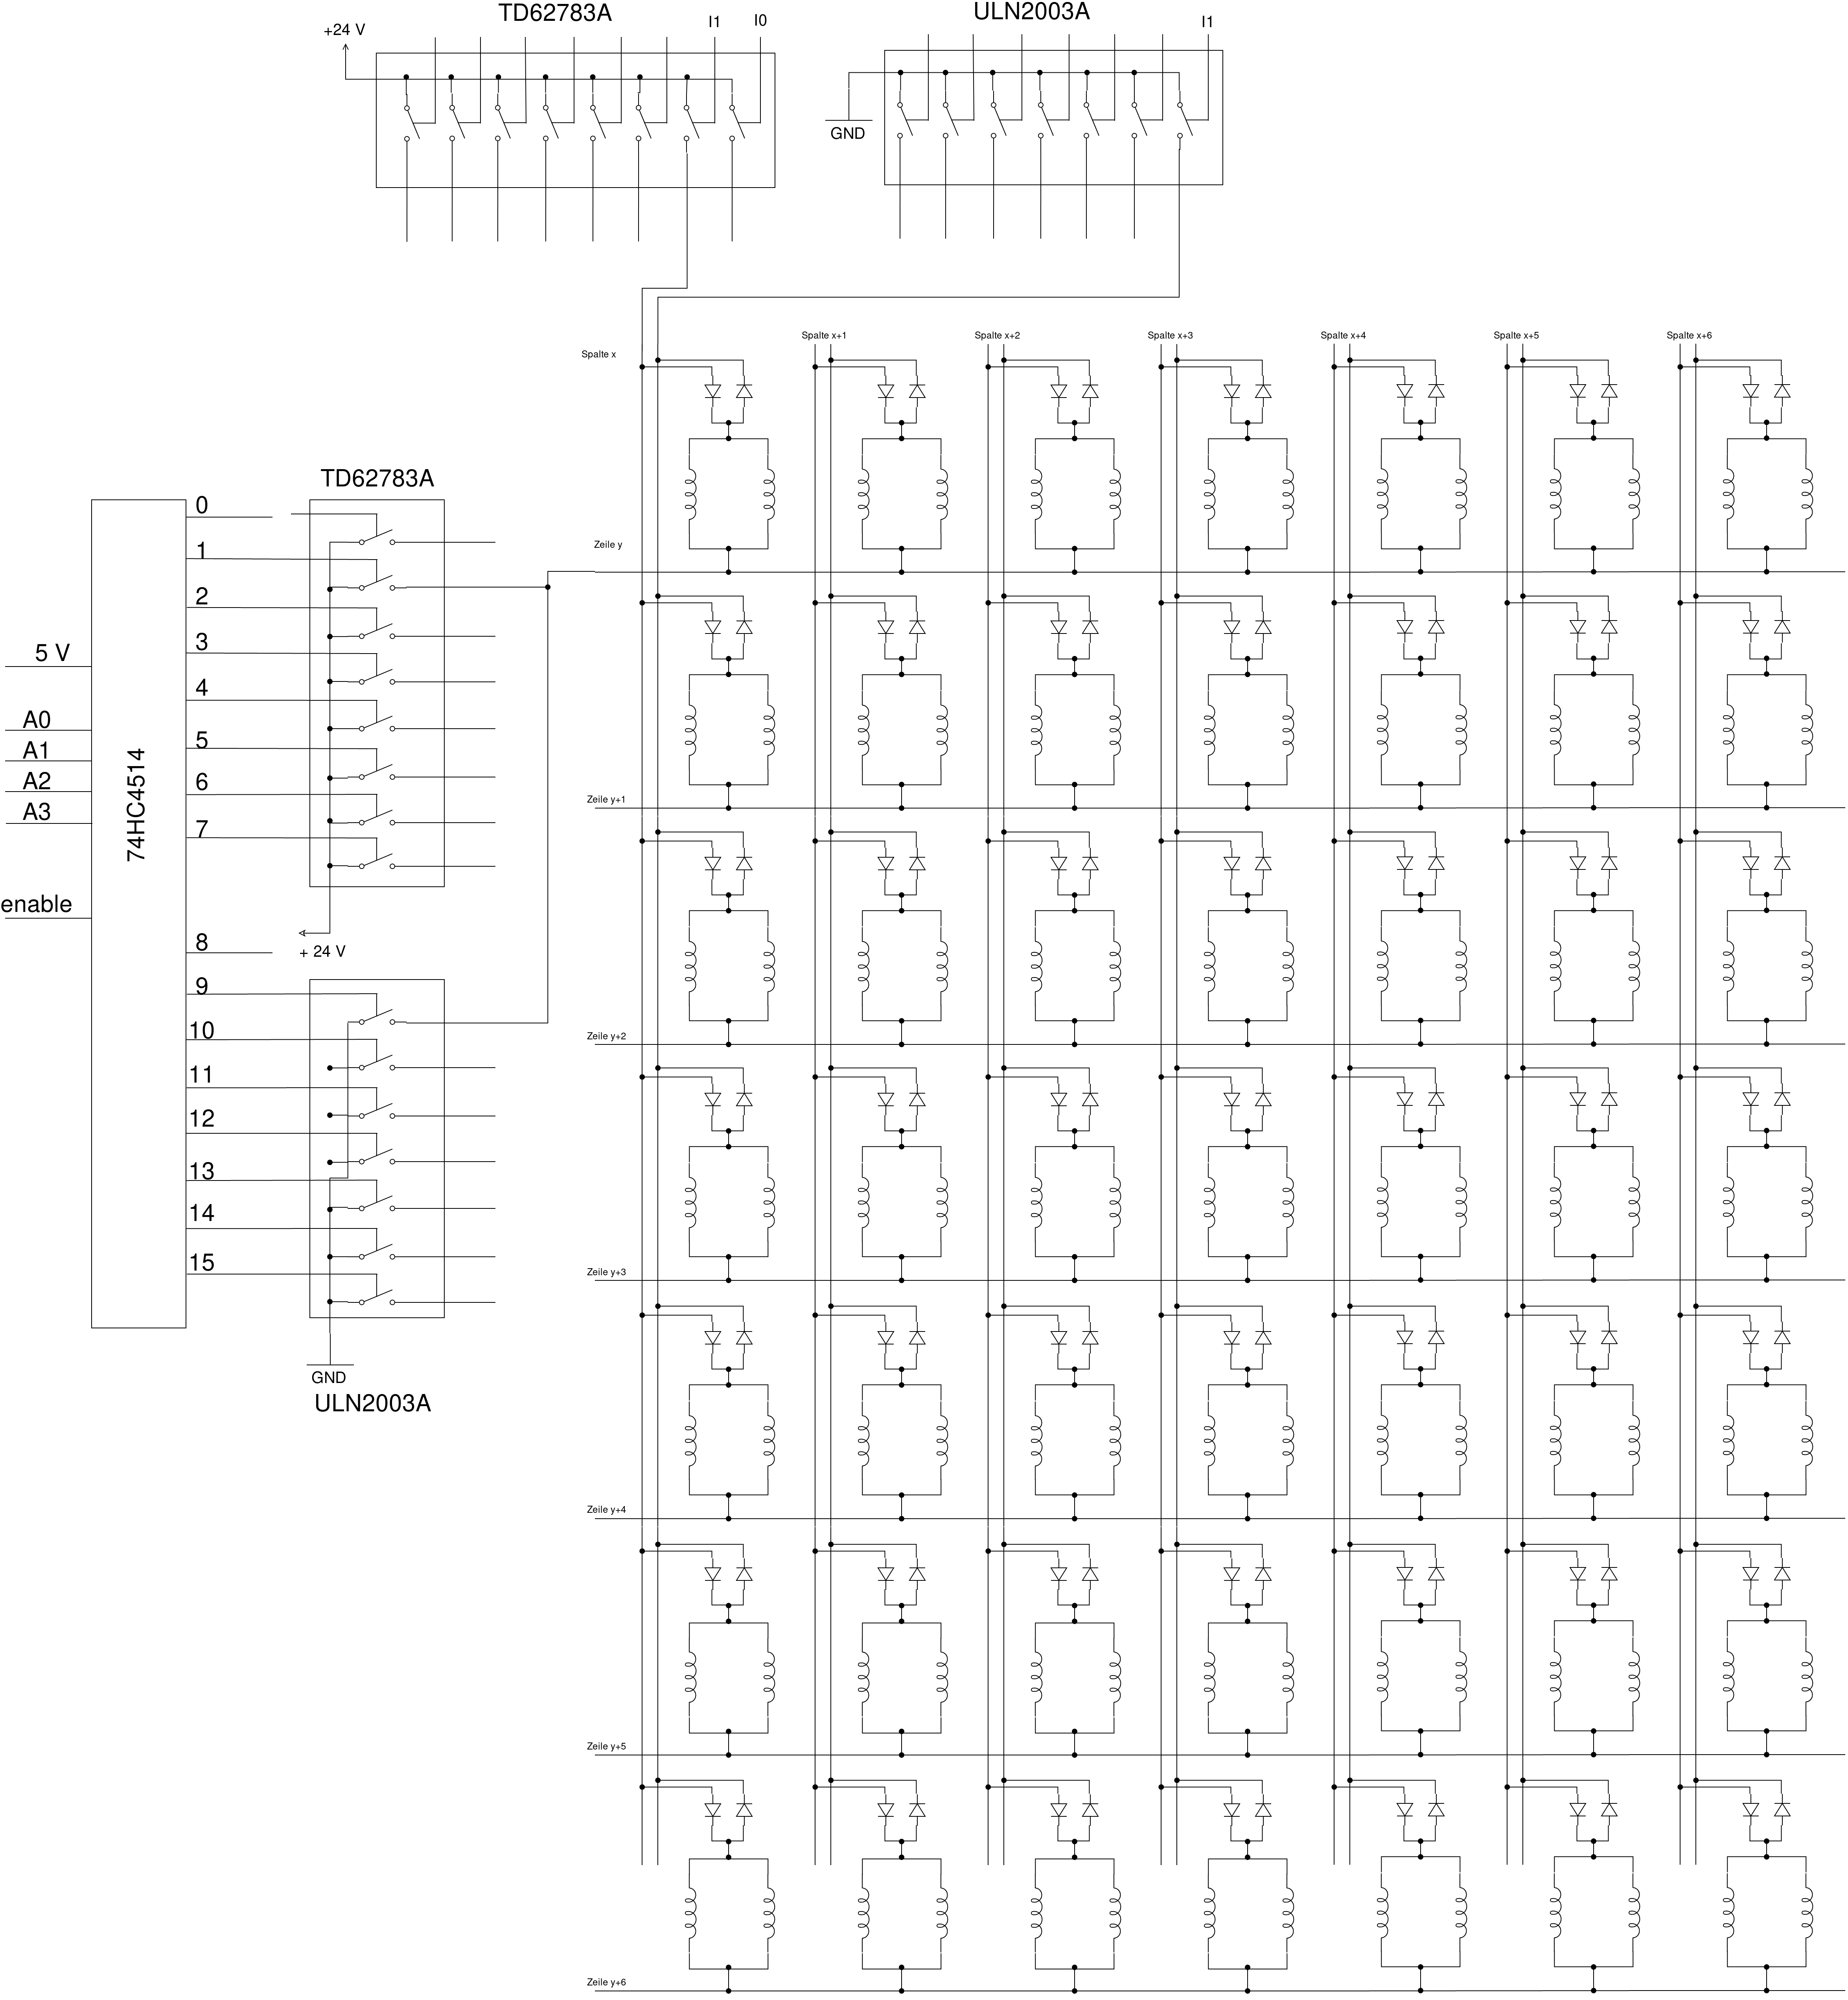 TD62783A
ULN2003A
+24 V
I1
I0
I1
GND
Spalte x
Spalte x+1
Spalte x+2
Spalte x+3
Spalte x+4
Spalte x+5
Spalte x+6
TD62783A
0
1
2
3
4
5
6
7
8
9
10
11
12
13
14
15
5 V
A0
A1
A2
A3
enable
74HC4514
+ 24 V
GND
ULN2003A
Zeile y
Zeile y+1
Zeile y+2
Zeile y+3
Zeile y+4
Zeile y+5
Zeile y+6